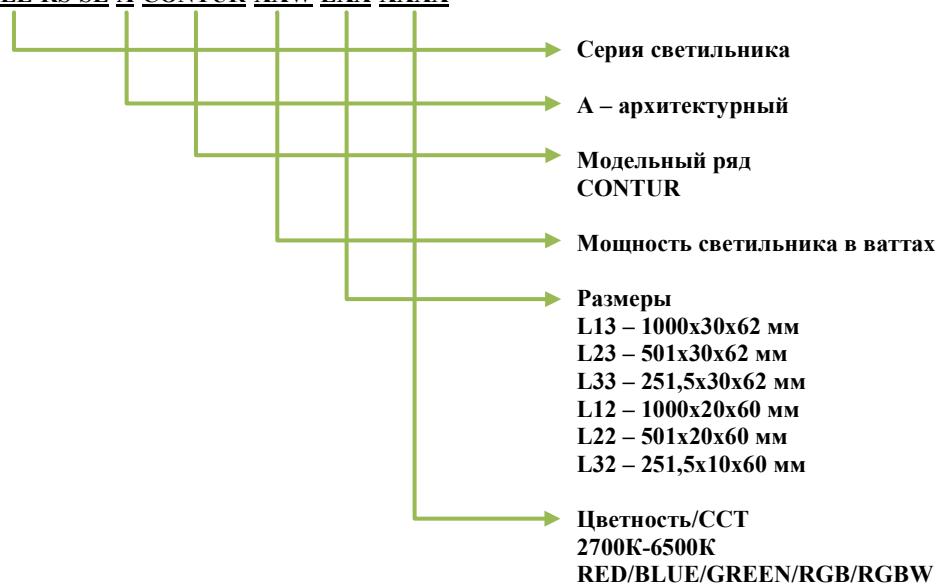 CONTUR
Серия светильника
А – архитектурный
Модельный ряд
CONTUR
Мощность светильника в ваттах
Размеры
L13 – 1000х30х62 мм
L23 – 501х30х62 мм
L33 – 251,5х30х62 мм
L12 – 1000х20х60 мм
L22 – 501х20х60 мм
L32 – 251,5х10х60 мм
Цветность/ССТ
2700К-6500К
RED/BLUE/GREEN/RGB/RGBW